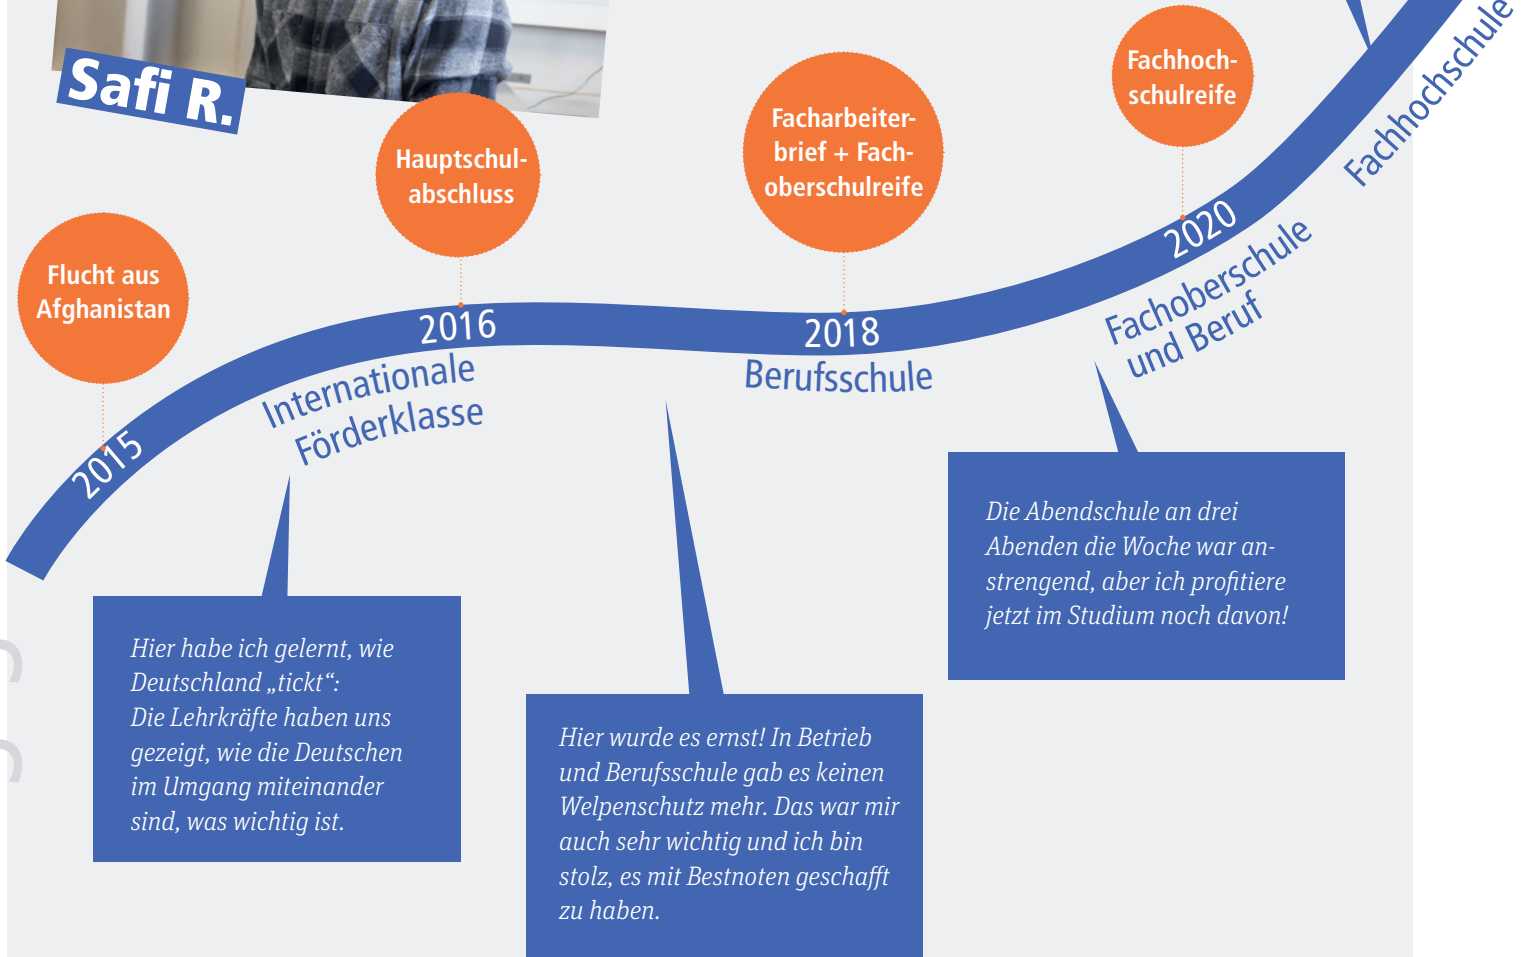 Safi R.
Flucht aus
Afghanistan
2015
Hauptschul-
abschluss
2016
Internationale
Förderklasse
Facharbeiter-
brief + Fach-
oberschulreife
2018
Berufsschule
Fachhoch-
schulreife
2020
Fachoberschule
und Beruf
Fachhochschule
Hier habe ich gelernt, wie
Deutschland „tickt“:
Die Lehrkräfte haben uns
gezeigt, wie die Deutschen
im Umgang miteinander
sind, was wichtig ist.
Hier wurde es ernst! In Betrieb
und Berufsschule gab es keinen
Welpenschutz mehr. Das war mir
auch sehr wichtig und ich bin
stolz, es mit Bestnoten geschafft
zu haben.
Die Abendschule an drei
Abenden die Woche war an-
strengend, aber ich profitiere
jetzt im Studium noch davon!